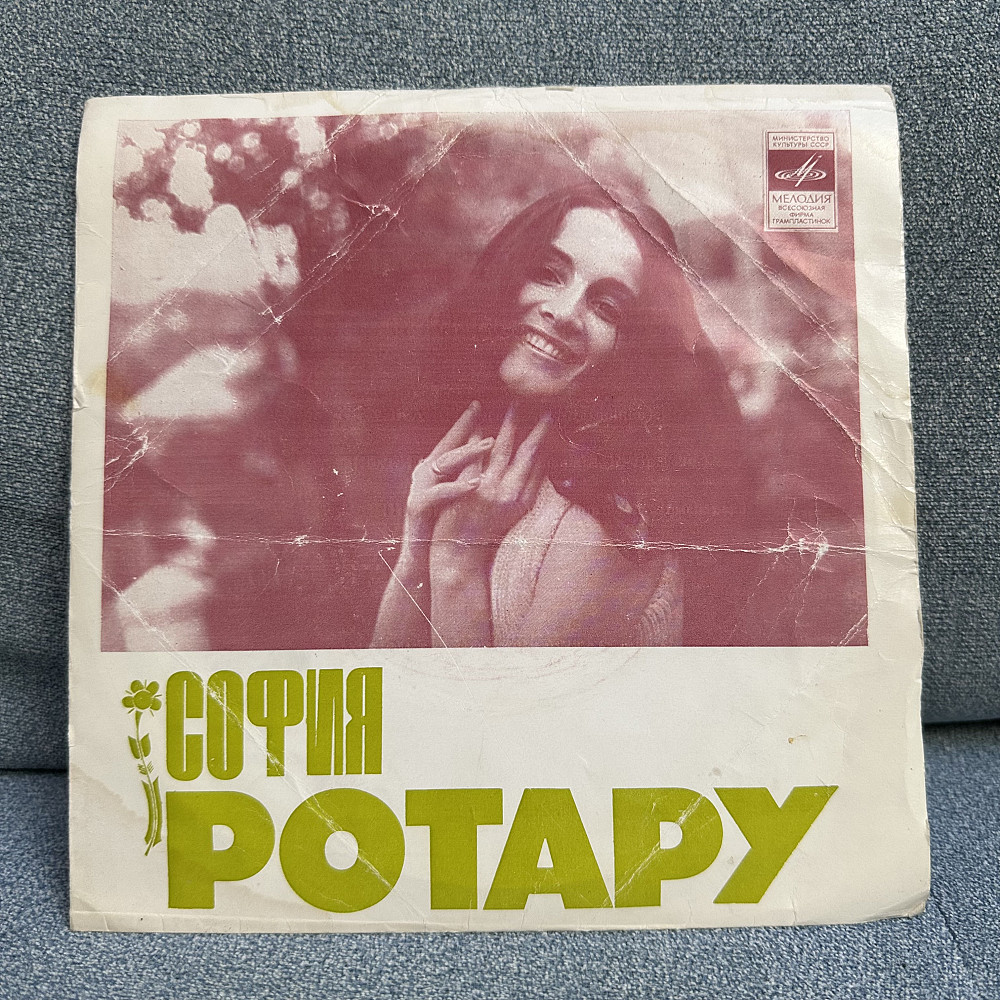 МИНИСТЕРСТВО
КУЛЬТУРЫ СССР
МЕЛОДИЯ
ВСЕСОЮЗНАЯ
ФИРМА
ГРАМПЛАСТИНОК
СОФИЯ
РОТАРУ